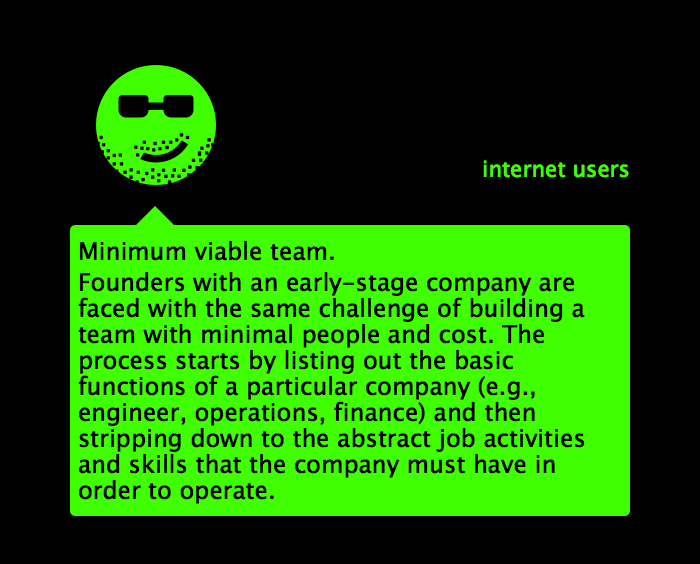 internet users
Minimum viable team.
Founders with an early-stage company are
faced with the same challenge of building a
team with minimal people and cost. The
process starts by listing out the basic
functions of a particular company (e.g.,
engineer, operations, finance) and then
stripping down to the abstract job activities
and skills that the company must have in
order to operate.